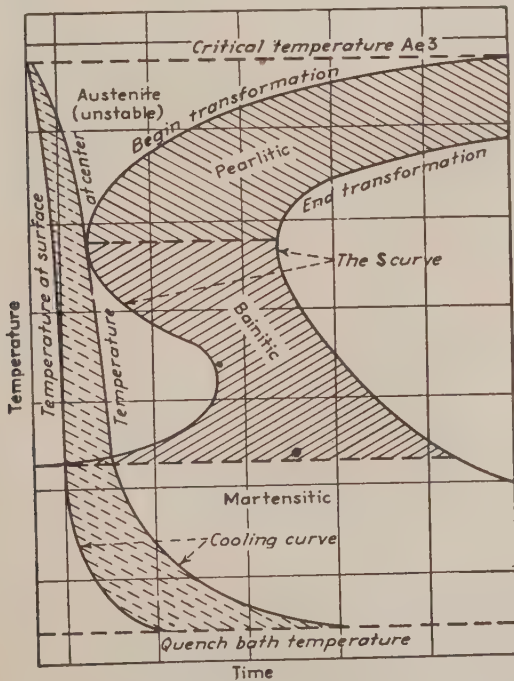 Critical temperature Ae3
Austenite
(unstable)
Begin transformation
at center
Pearlitic
End transformation
Temperature at surface
The S curve
Bainitic
Temperature
Temperature
Martensitic
Cooling curve
Quench bath temperature
Time